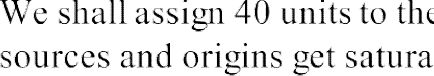 We shall assign 40 units to the
sources and origins get satura